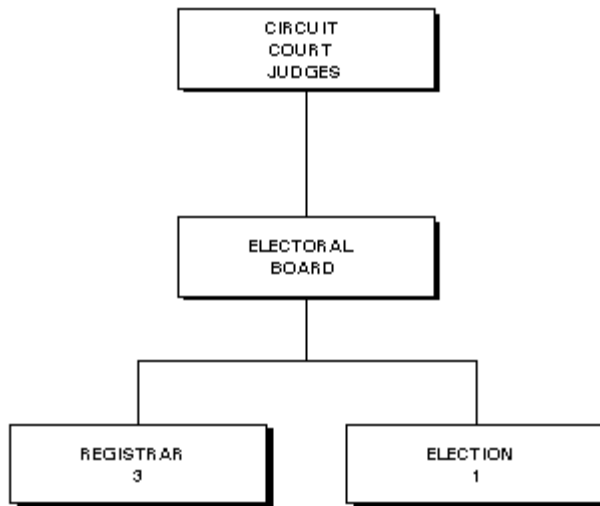 CIRCUIT
COURT
JUDGES
ELECTORAL
BOARD
REGISTRAR
3
ELECTION
1